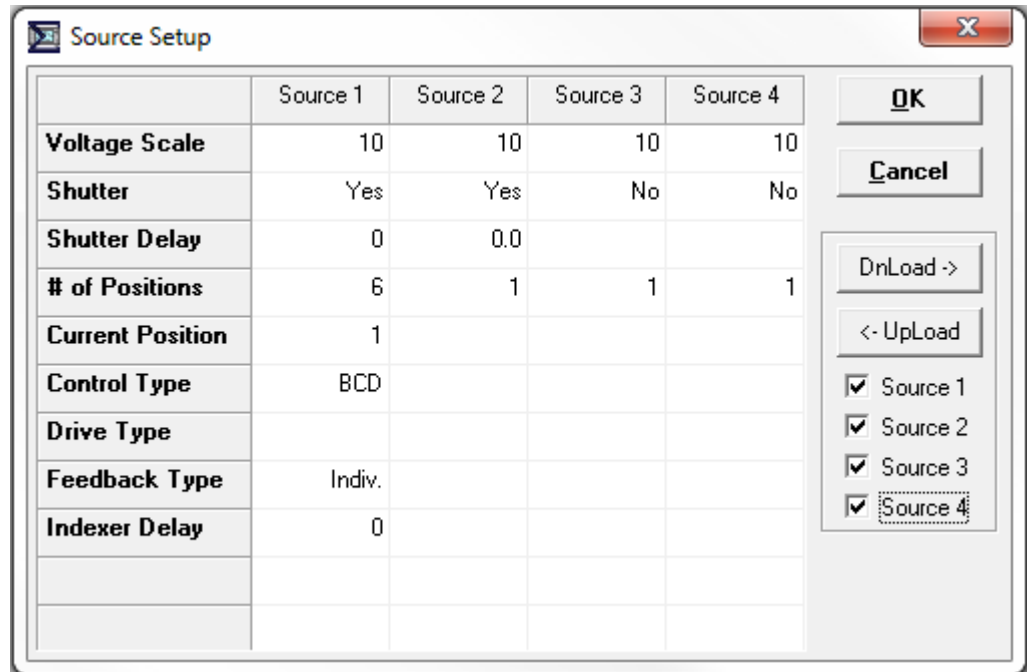 Source Setup
Source 1 Source 2 Source 3 Source 4
Voltage Scale 10 10 10 10
Shutter Yes Yes No No
Shutter Delay 0 0.0
# of Positions 6 1 1 1
Current Position 1
Control Type BCD
Drive Type
Feedback Type Indiv.
Indexer Delay 0
OK
Cancel
DnLoad ->
<- UpLoad
Source 1
Source 2
Source 3
Source 4